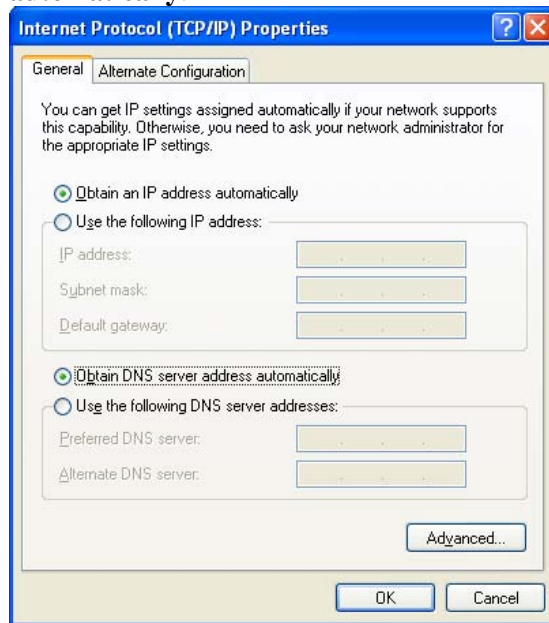 automatically.
Internet Protocol (TCP/IP) Properties
General
Alternate Configuration
You can get IP settings assigned automatically if your network supports
this capability. Otherwise, you need to ask your network administrator for
the appropriate IP settings.
Obtain an IP address automatically
Use the following IP address:
IP address:
Subnet mask:
Default gateway:
Obtain DNS server address automatically
Use the following DNS server addresses:
Preferred DNS server:
Alternate DNS server:
Advanced...
OK
Cancel